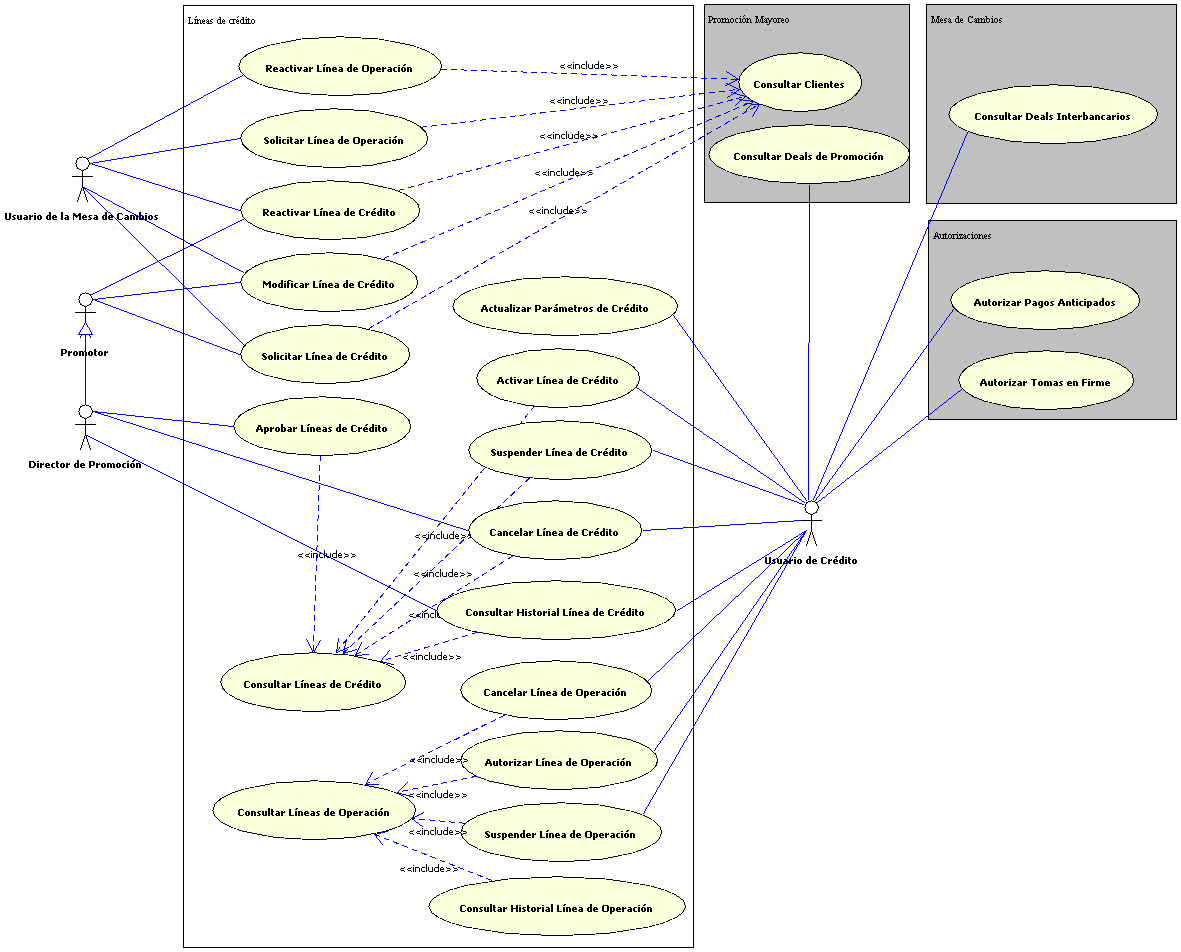 Líneas de crédito
Promoción Mayoreo
Mesa de Cambios
Reactivar Línea de Operación
<<include>>
Consultar Clientes
<<include>>
Consultar Deals Interbancarios
Solicitar Línea de Operación
<<include>>
Consultar Deals de Promoción
<<include>>
Usuario de la Mesa de Cambios
Reactivar Línea de Crédito
<<include>>
Autorizaciones
Modificar Línea de Crédito
Actualizar Parámetros de Crédito
Autorizar Pagos Anticipados
Promotor
Solicitar Línea de Crédito
Activar Línea de Crédito
Autorizar Tomas en Firme
Aprobar Líneas de Crédito
Suspender Línea de Crédito
Director de Promoción
Cancelar Línea de Crédito
<<include>>
<<include>>
Usuario de Crédito
<<include>>
Consultar Historial Línea de Crédito
<<inclu
<<include>>
Consultar Líneas de Crédito
Cancelar Línea de Operación
<<include>>
Autorizar Línea de Operación
<<include>>
Consultar Líneas de Operación
<<include>>
Suspender Línea de Operación
<<include>>
Consultar Historial Línea de Operación